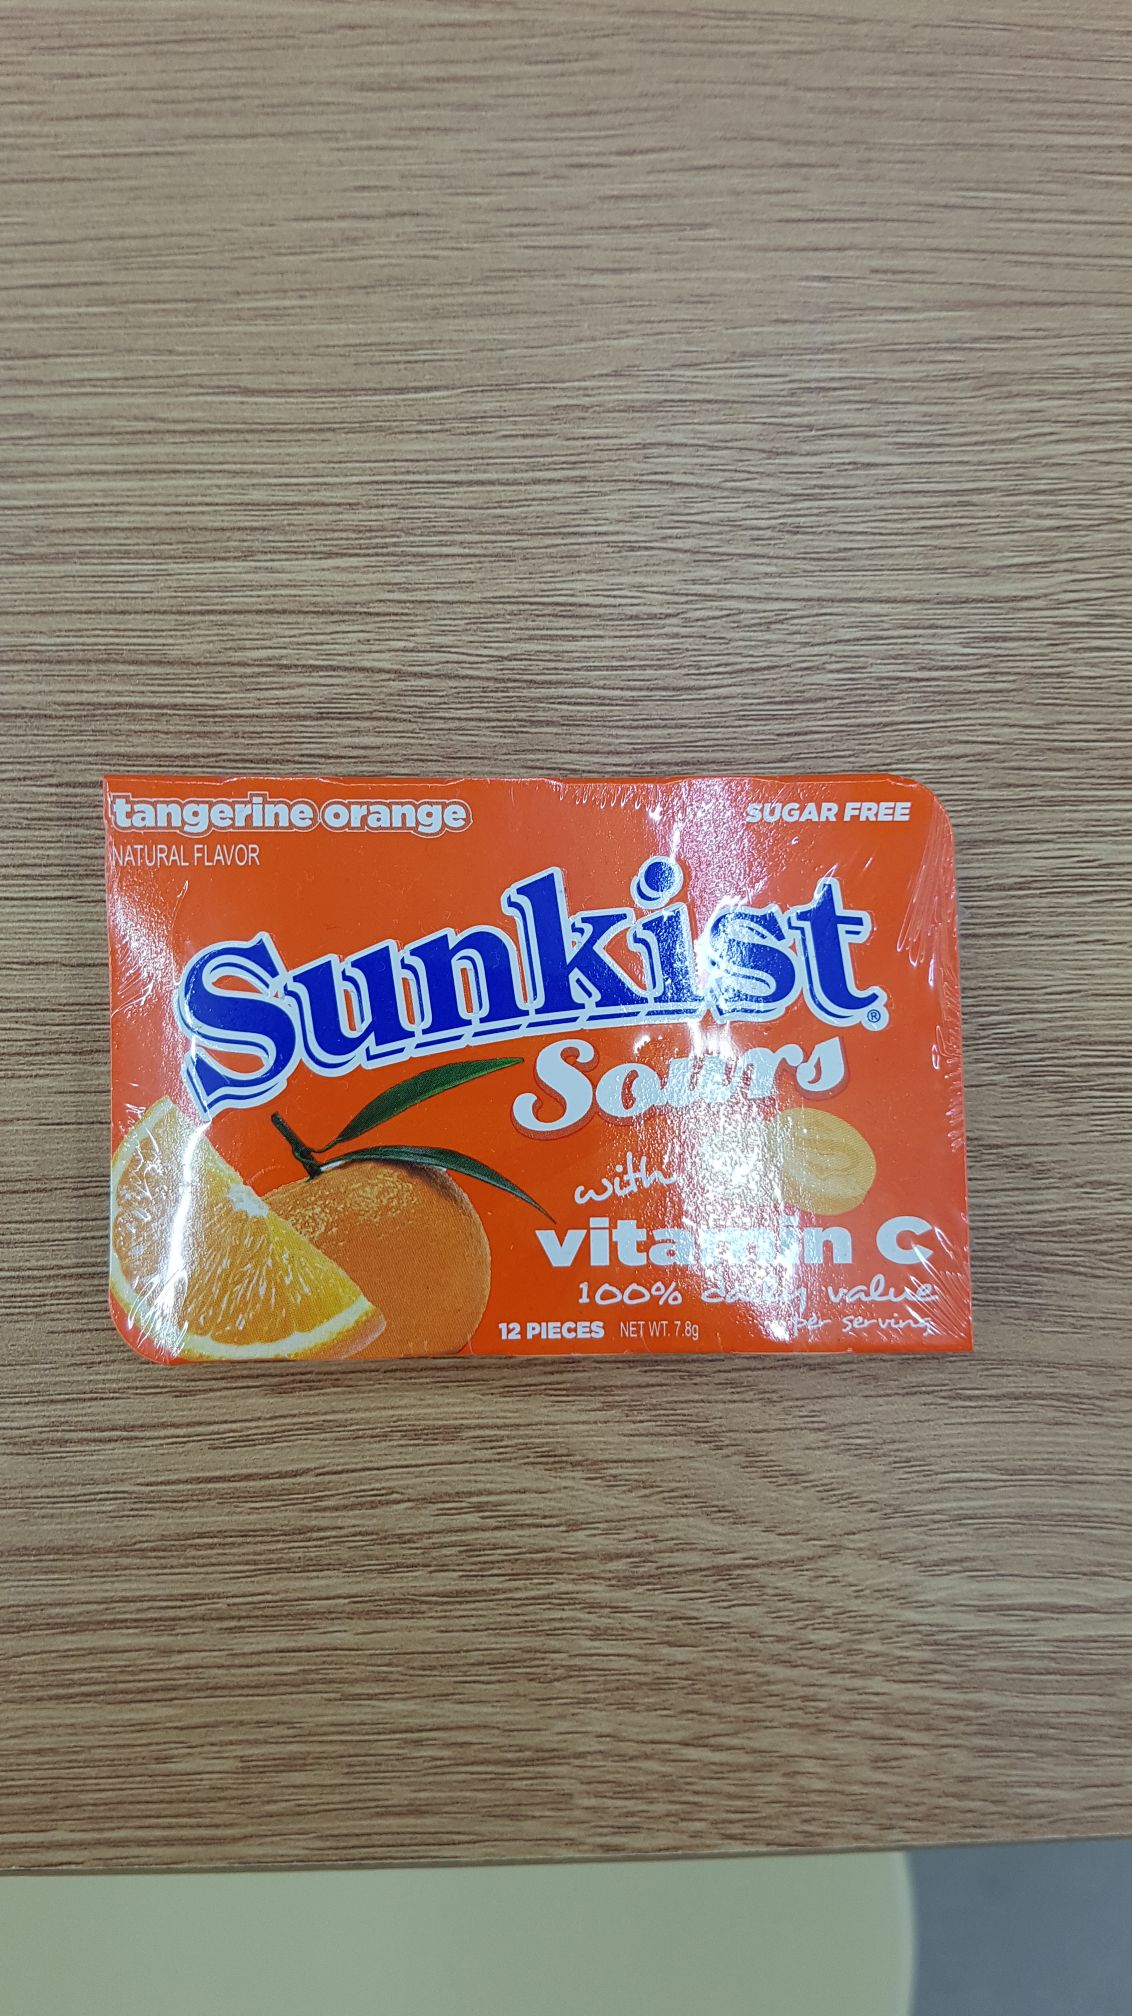 tangerine orange
SUGAR FREE
NATURAL FLAVOR
Sunkist®
Sours
with
vitamin C
100% daily value
per serving
12 PIECES NET WT. 7.8g